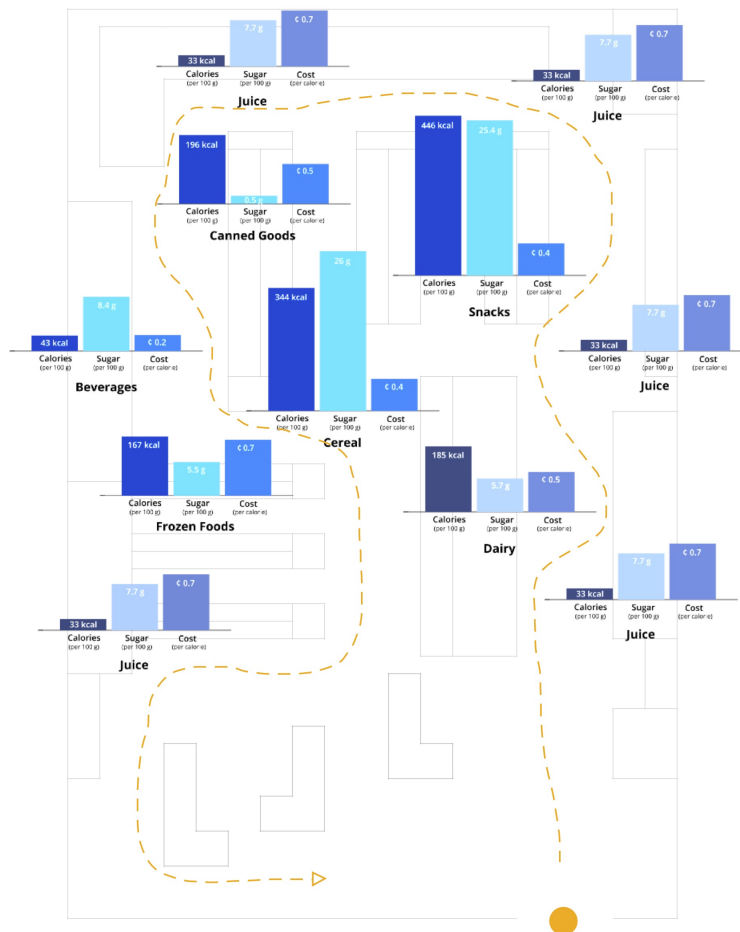 7.7 g
¢ 0.7
33 kcal
Calories
Sugar
Cost
(per 100 g)
(per 100 g)
(per calorie)
Juice
7.7 g
¢ 0.7
33 kcal
Calories
Sugar
Cost
(per 100 g)
(per 100 g)
(per calorie)
Juice
446 kcal
25.4 g
¢ 0.4
Calories
Sugar
Cost
(per 100 g)
(per 100 g)
(per calorie)
Snacks
196 kcal
0.5 g
¢ 0.5
Calories
Sugar
Cost
(per 100 g)
(per 100 g)
(per calorie)
Canned Goods
344 kcal
26 g
¢ 0.4
Calories
Sugar
Cost
(per 100 g)
(per 100 g)
(per calorie)
Cereal
43 kcal
8.4 g
¢ 0.2
Calories
Sugar
Cost
(per 100 g)
(per 100 g)
(per calorie)
Beverages
33 kcal
7.7 g
¢ 0.7
Calories
Sugar
Cost
(per 100 g)
(per 100 g)
(per calorie)
Juice
167 kcal
5.5 g
¢ 0.7
Calories
Sugar
Cost
(per 100 g)
(per 100 g)
(per calorie)
Frozen Foods
185 kcal
5.7 g
¢ 0.5
Calories
Sugar
Cost
(per 100 g)
(per 100 g)
(per calorie)
Dairy
33 kcal
7.7 g
¢ 0.7
Calories
Sugar
Cost
(per 100 g)
(per 100 g)
(per calorie)
Juice
33 kcal
7.7 g
¢ 0.7
Calories
Sugar
Cost
(per 100 g)
(per 100 g)
(per calorie)
Juice